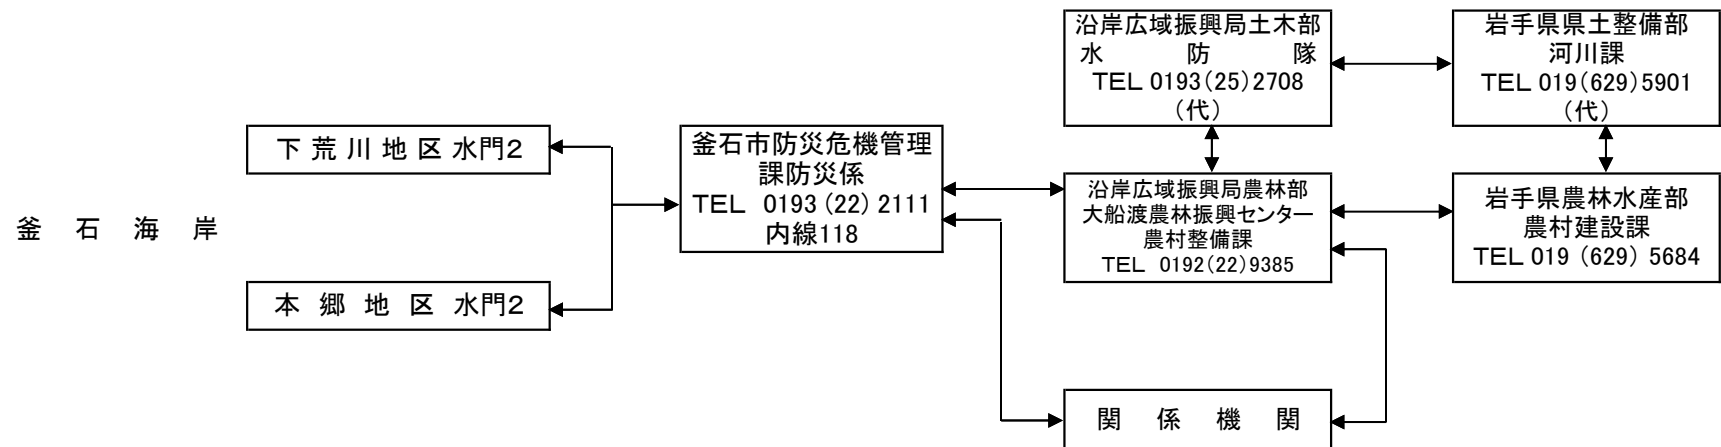 釜石海岸
下荒川地区水門2
本郷地区水門2
釜石市防災危機管理
課防災係
TEL 0193(22)2111
内線118
沿岸広域振興局土木部
水防隊
TEL 0193(25)2708
(代)
岩手県県土整備部
河川課
TEL 019(629)5901
(代)
沿岸広域振興局農林部
大船渡農林振興センター
農村整備課
TEL 0192(22)9385
岩手県農林水産部
農村建設課
TEL 019 (629) 5684
関係機関